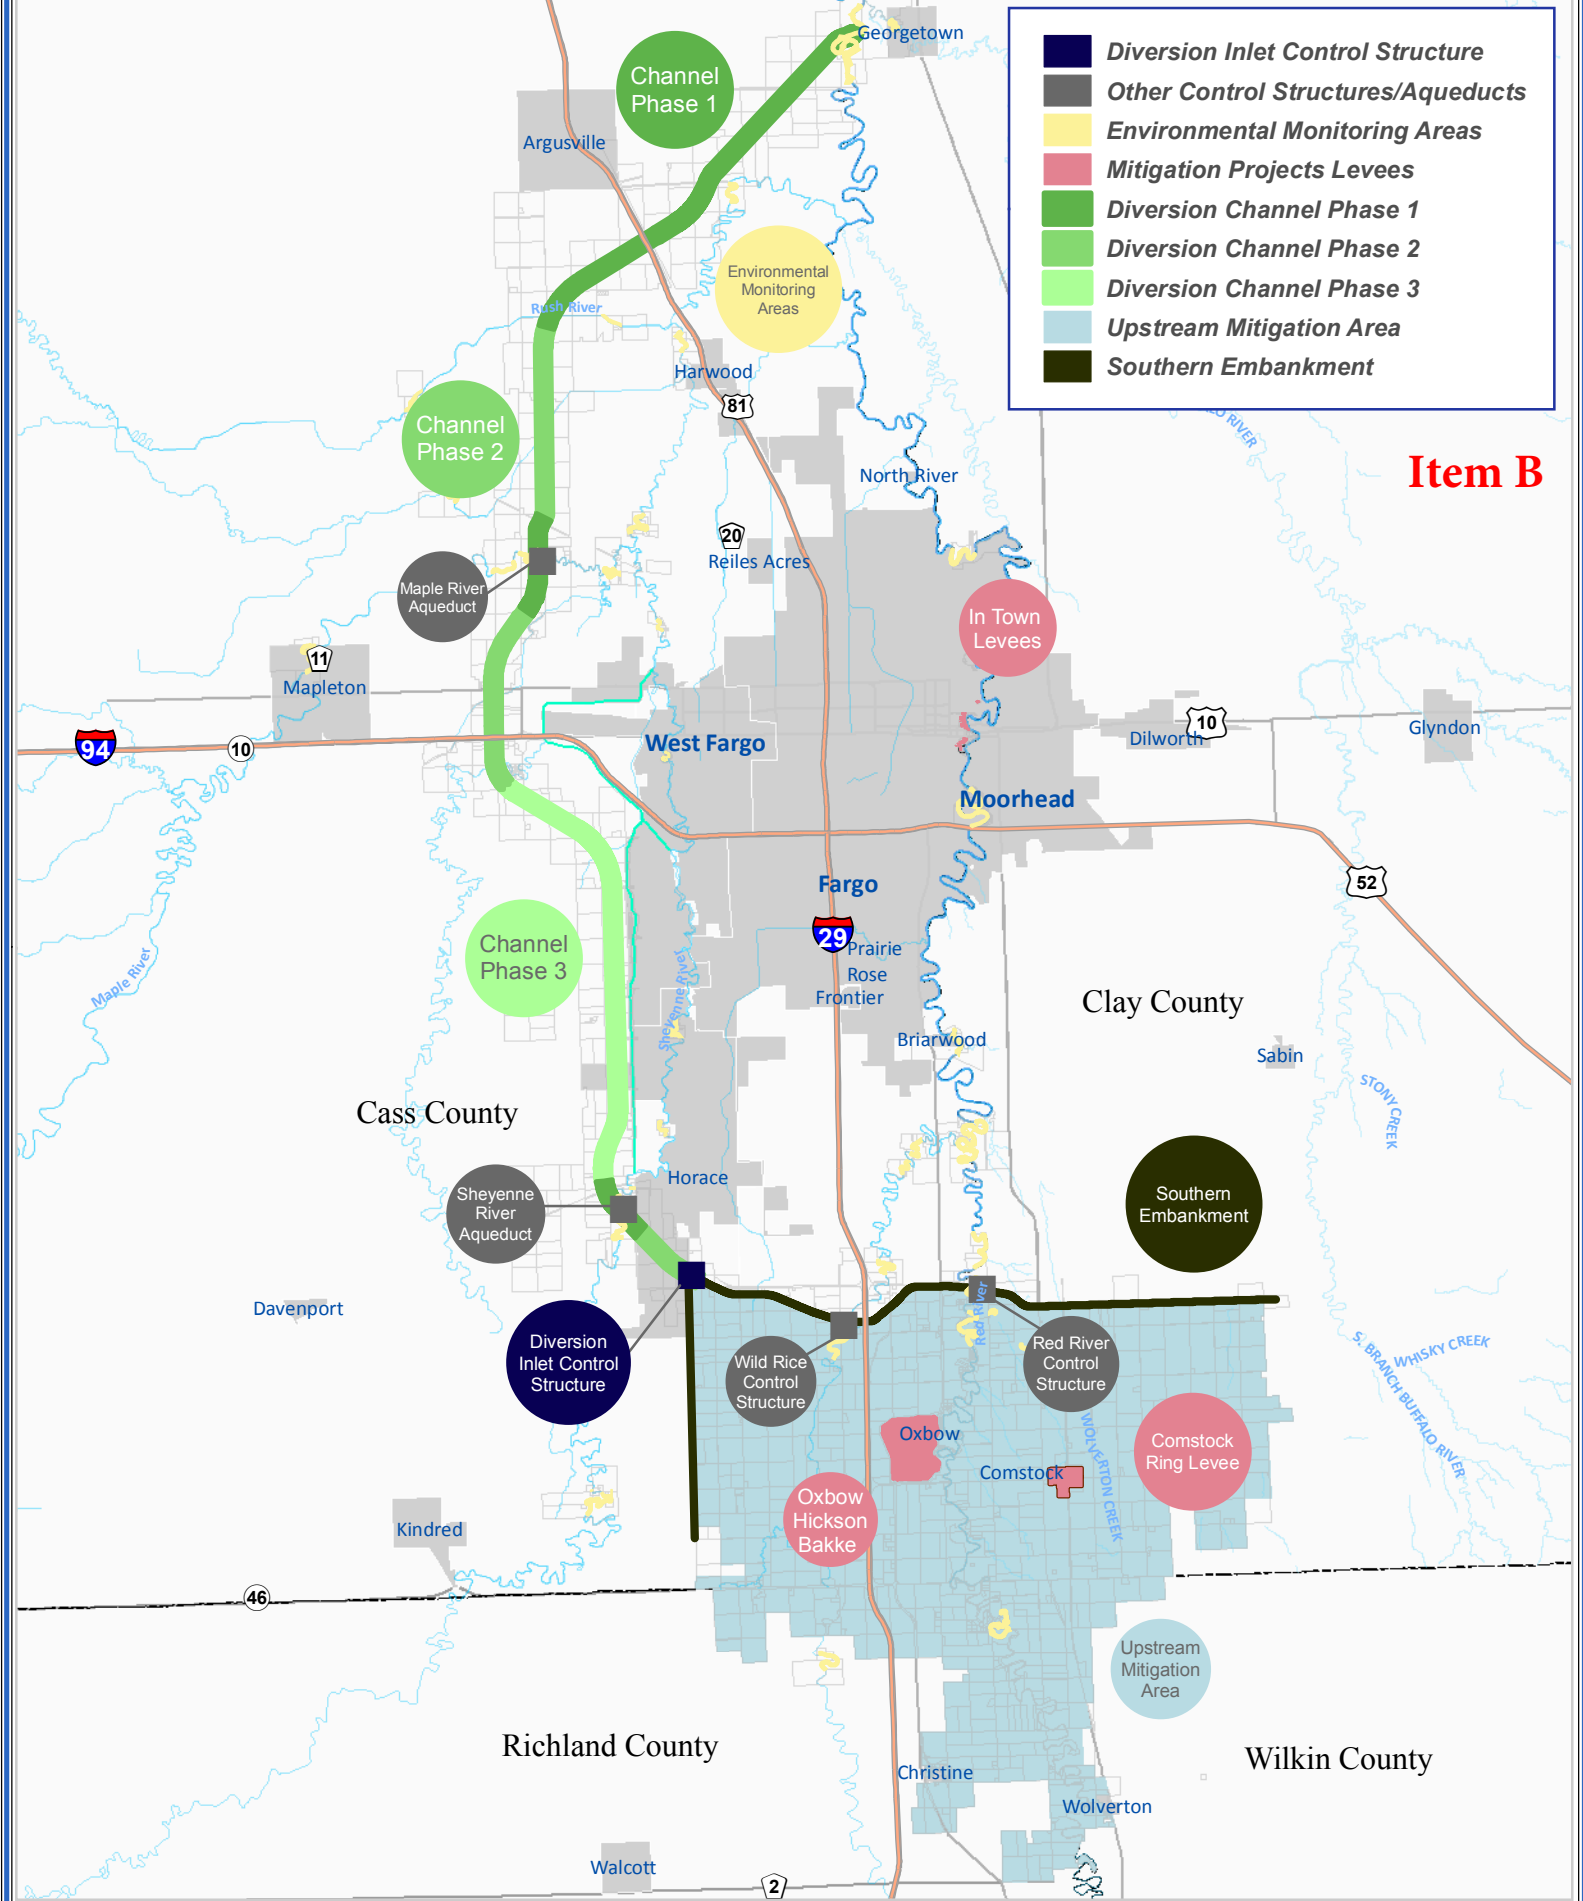 Georgetown
Diversion Inlet Control Structure
Other Control Structures/Aqueducts
Environmental Monitoring Areas
Mitigation Projects Levees
Diversion Channel Phase 1
Diversion Channel Phase 2
Diversion Channel Phase 3
Upstream Mitigation Area
Southern Embankment
Channel
Phase 1
Argusville
Environmental
Monitoring
Areas
Rush River
Harwood
81
Channel
Phase 2
Item B
North River
20
Reiles Acres
Maple River
Aqueduct
In Town
Levees
11
Mapleton
94
10
West Fargo
10
Dilworth
Glyndon
Moorhead
Fargo
52
29
Prairie
Rose
Frontier
Channel
Phase 3
Maple River
Sheyenne River
Clay County
Briarwood
Sabin
STONY CREEK
Cass County
Horace
Sheyenne
River
Aqueduct
Southern
Embankment
Davenport
Diversion
Inlet Control
Structure
Wild Rice
Control
Structure
Red River
Red River
Control
Structure
WHISKY CREEK
S. BRANCH BUFFALO RIVER
Oxbow
Comstock
WOLVERTON CREEK
Comstock
Ring Levee
Oxbow
Hickson
Bakke
Kindred
46
Upstream
Mitigation
Area
Richland County
Wilkin County
Christine
Wolverton
Walcott
2